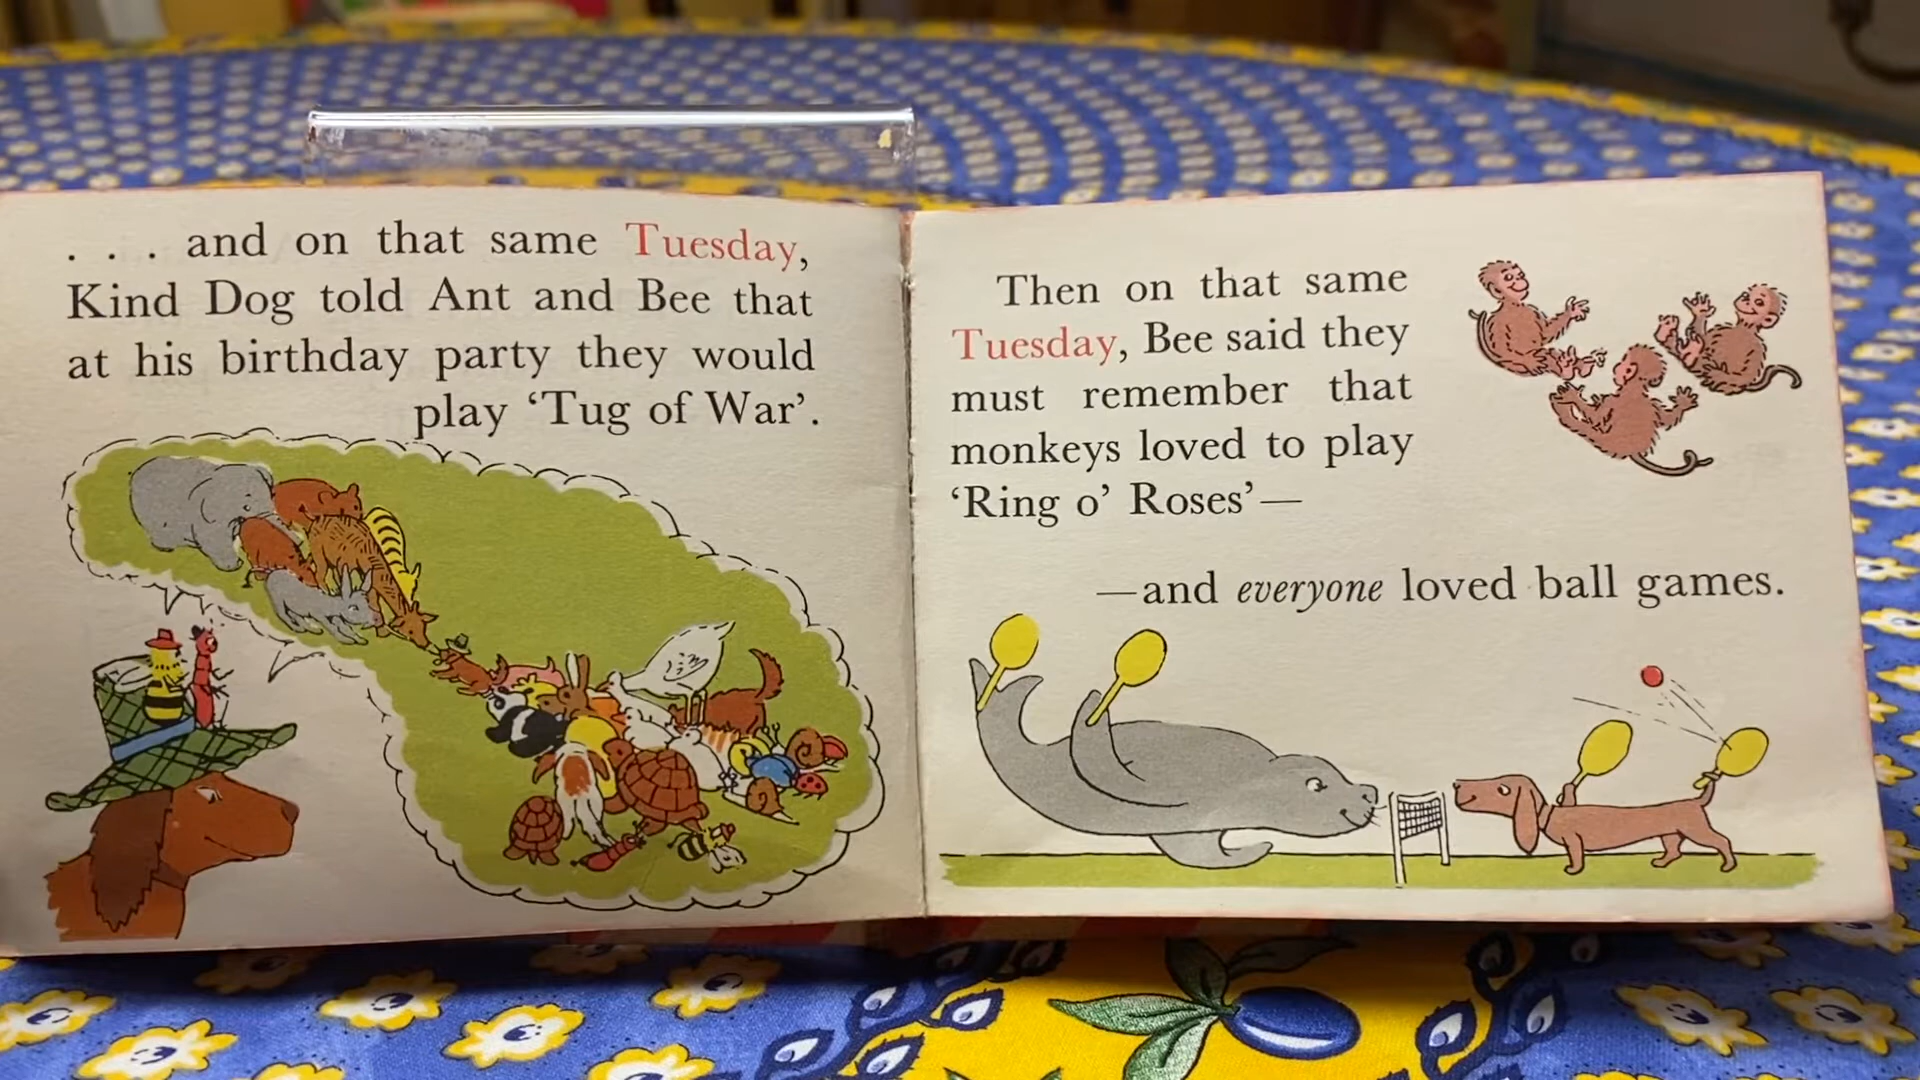 . . . and on that same Tuesday,
Kind Dog told Ant and Bee that
at his birthday party they would
play ‘Tug of War’.
Then on that same
Tuesday, Bee said they
must remember that
monkeys loved to play
‘Ring o’ Roses’—
—and everyone loved ball games.